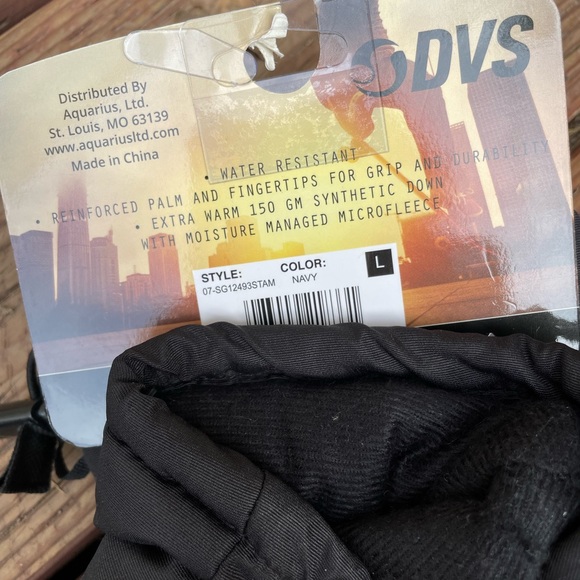 DVS
Distributed By
Aquarius, Ltd.
St. Louis, MO 63139
www.aquariusltd.com
Made in China
• WATER RESISTANT
• REINFORCED PALM AND FINGERTIPS FOR GRIP AND DURABILITY
• EXTRA WARM 150 GM SYNTHETIC DOWN
WITH MOISTURE MANAGED MICROFLEECE
STYLE: COLOR: L
07-SG12493STAM NAVY